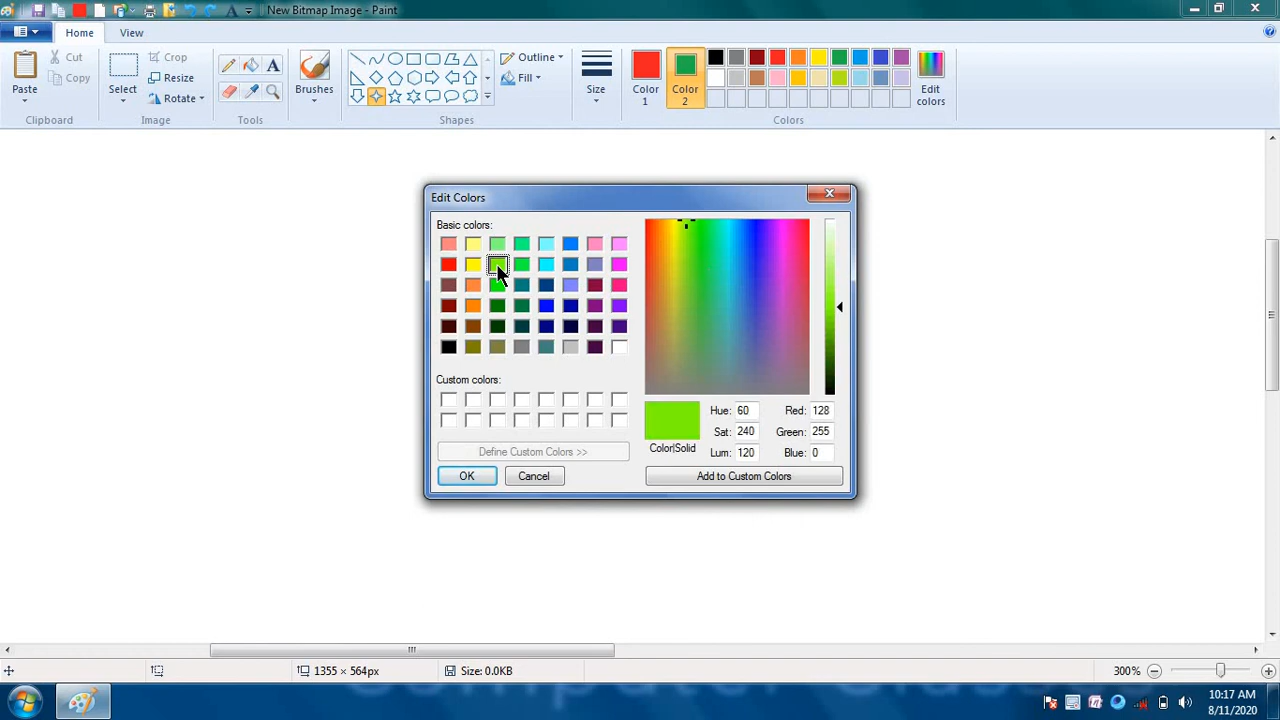 New Bitmap Image - Paint
Home
View
Paste
Cut
Copy
Clipboard
Select
Crop
Resize
Rotate
Image
Tools
Brushes
Shapes
Outline
Fill
Size
Color
1
Color
2
Edit
colors
Colors
Edit Colors
Basic colors:
Custom colors:
Define Custom Colors >>
OK
Cancel
Color|Solid
Hue: 60
Sat: 240
Lum: 120
Red: 128
Green: 255
Blue: 0
Add to Custom Colors
1355 × 564px
Size: 0.0KB
300%
10:17 AM
8/11/2020